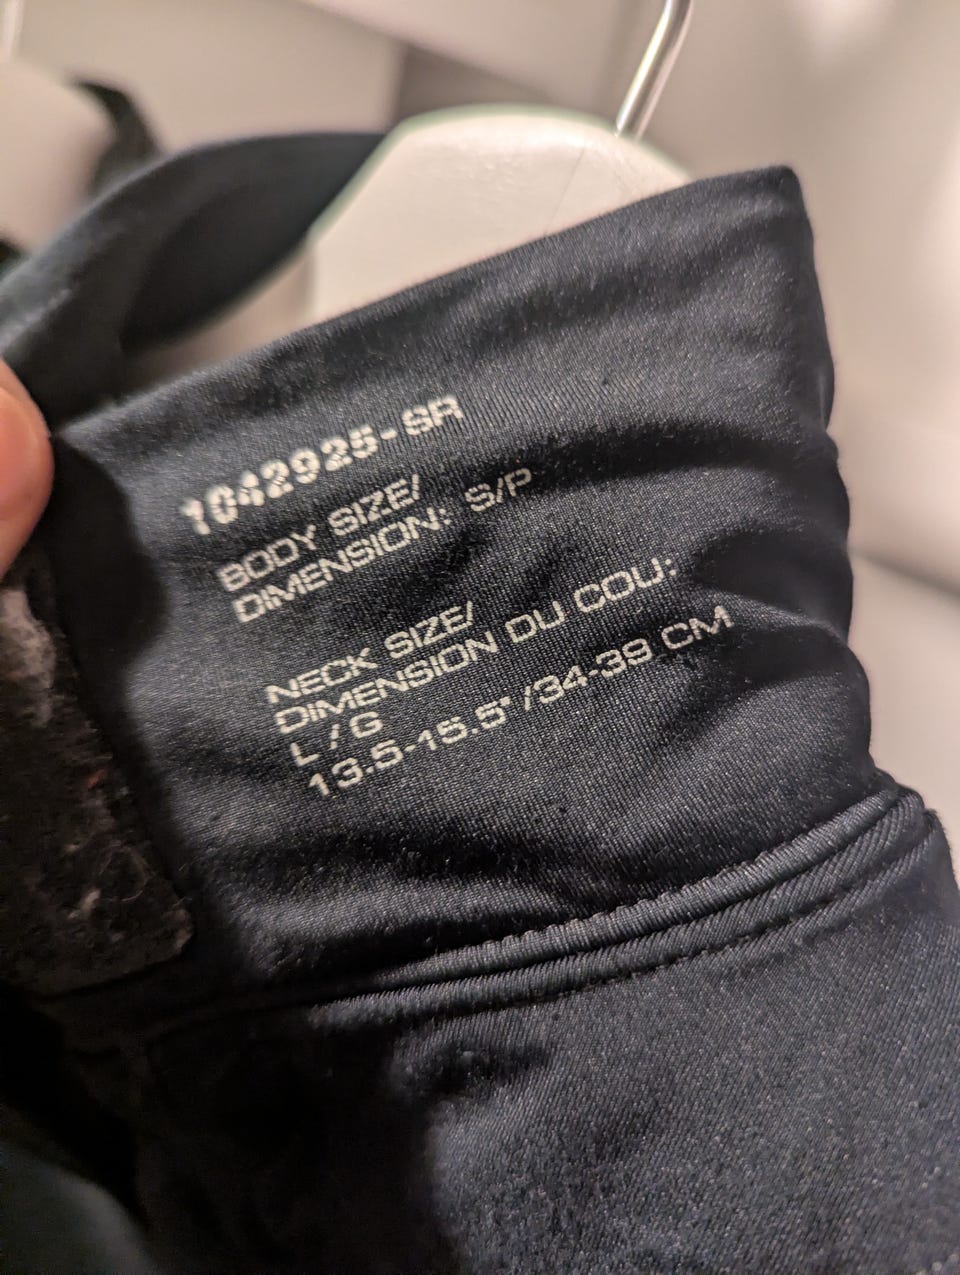 1042925-SR
BODY SIZE/
DIMENSION: S/P
NECK SIZE/
DIMENSION DU COU:
L / G
13.5-15.5" /34-39 CM